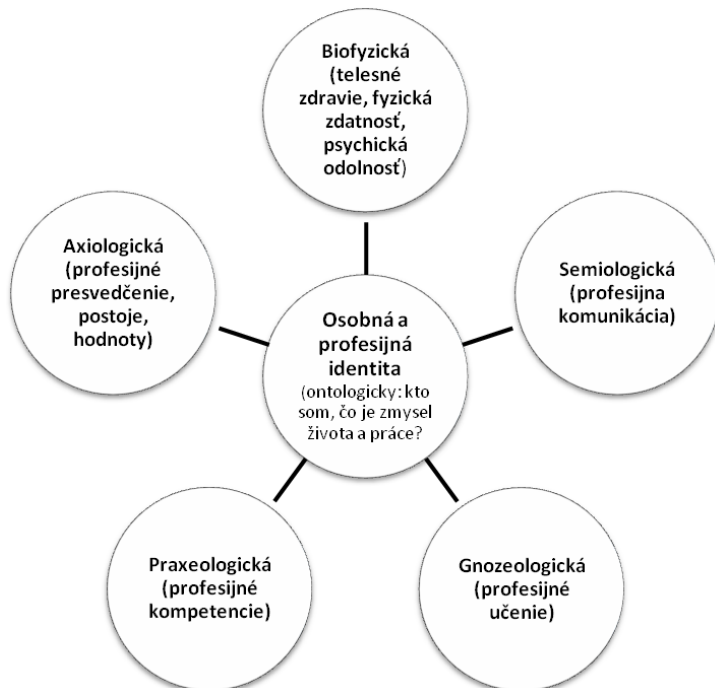 Biofyzická
(telesné
zdravie, fyzická
zdatnosť,
psychická
odolnosť)
Axiologická
(profesijné
presvedčenie,
postoje,
hodnoty)
Semiologická
(profesijna
komunikácia)
Osobná a
profesijná
identita
(ontologicky: kto
som, čo je zmysel
života a práce?
Praxeologická
(profesijné
kompetencie)
Gnozeologická
(profesijné
učenie)